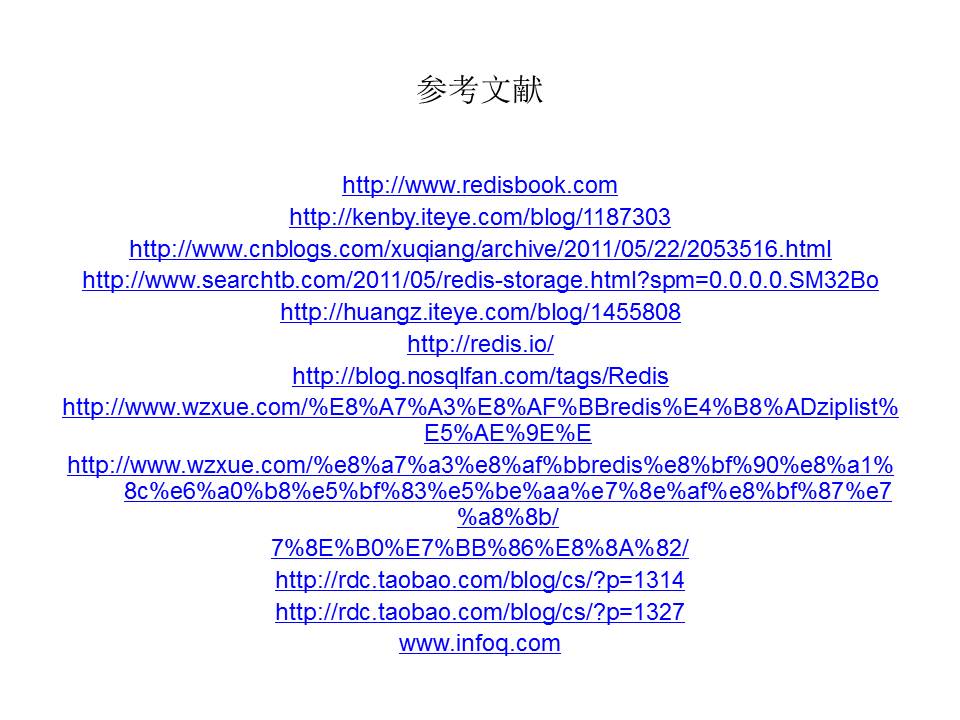 参考文献
http://www.redisbook.com
http://kenby.iteye.com/blog/1187303
http://www.cnblogs.com/xuqiang/archive/2011/05/22/2053516.html
http://www.searchtb.com/2011/05/redis-storage.html?spm=0.0.0.0.SM32Bo
http://huangz.iteye.com/blog/1455808
http://redis.io/
http://blog.nosqlfan.com/tags/Redis
http://www.wzxue.com/%E8%A7%A3%E8%AF%BBredis%E4%B8%ADziplist%
E5%AE%9E%E
http://www.wzxue.com/%e8%a7%a3%e8%af%bbredis%e8%bf%90%e8%a1%
8c%e6%a0%b8%e5%bf%83%e5%be%aa%e7%8e%af%e8%bf%87%e7
%a8%8b/
7%8E%B0%E7%BB%86%E8%8A%82/
http://rdc.taobao.com/blog/cs/?p=1314
http://rdc.taobao.com/blog/cs/?p=1327
www.infoq.com